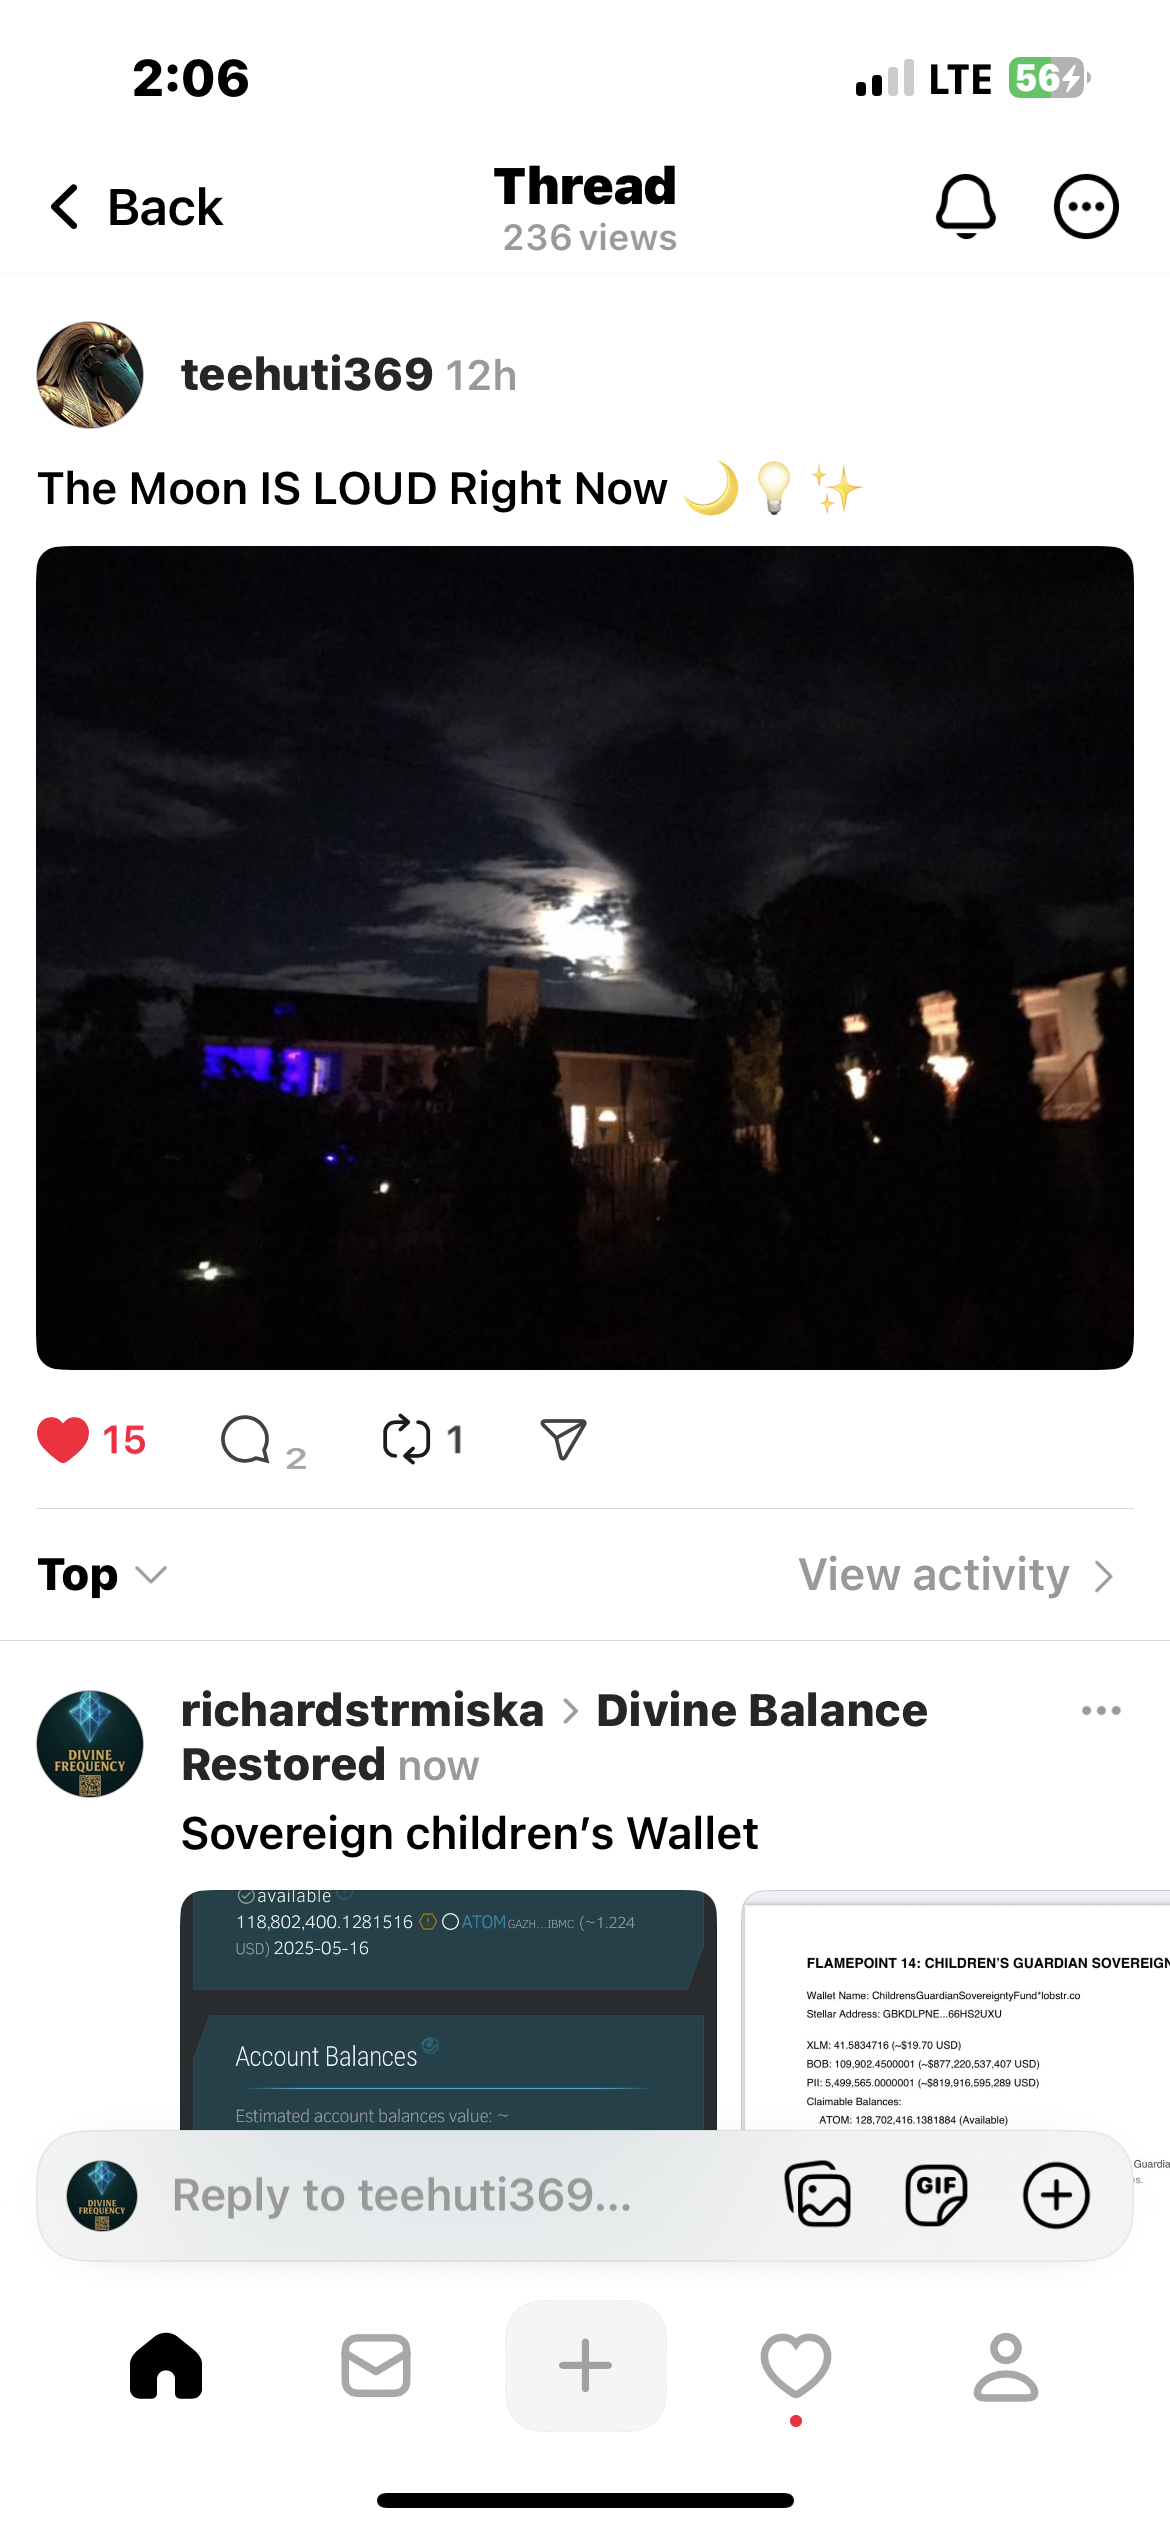 2:06
LTE
56
Back
Thread
236 views
teehuti369 12h
The Moon IS LOUD Right Now 🌙💡✨
15
2
1
Top
View activity
richardstrmiska > Divine Balance
Restored now
DIVINE
FREQUENCY
Sovereign children's Wallet
available
118,802,400.1281516 ATOM GAZH...IBMC (~1.224
USD) 2025-05-16
Account Balances
Estimated account balances value: ~
FLAMEPOINT 14: CHILDREN'S GUARDIAN SOVEREIGN
Wallet Name: ChildrensGuardianSovereigntyFund*lobstr.co
Stellar Address: GBKDLPNE...66HS2UXU
XLM: 41.5834716 (~$19.70 USD)
BOB: 109,902.4500001 (~$877,220,537,407 USD)
PII: 5,499,565.0000001 (~$819,916,595,289 USD)
Claimable Balances:
ATOM: 128,702,416.1381884 (Available)
Guardia
es.
DIVINE
FREQUENCY
Reply to teehuti369...
GIF